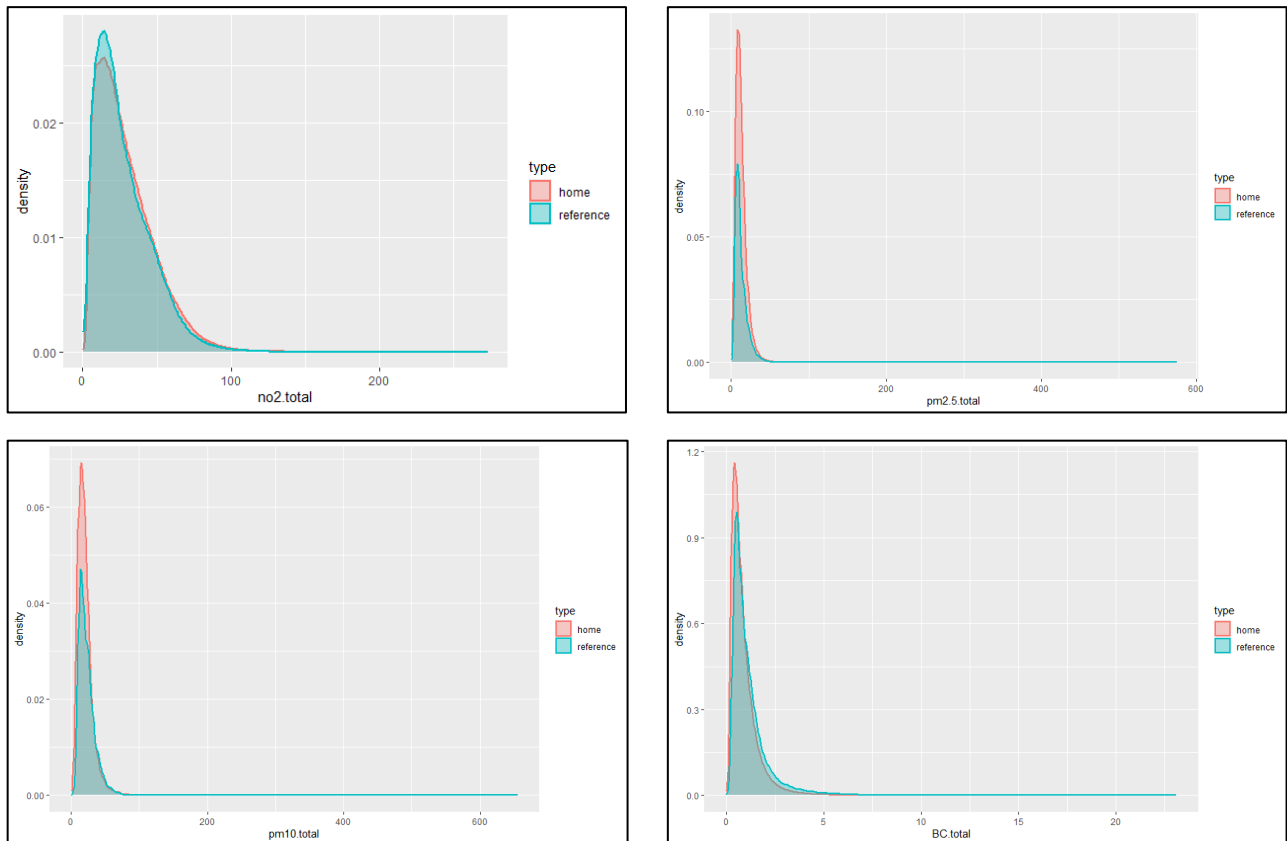 0.02
0.01
0.00
density
0
100
200
no2.total
type
home
reference
0.10
0.05
0.00
density
0
200
400
600
pm2.5.total
type
home
reference
0.06
0.04
0.02
0.00
density
0
200
400
600
pm10.total
type
home
reference
1.2
0.9
0.6
0.3
0.0
density
0
5
10
15
20
BC.total
type
home
reference